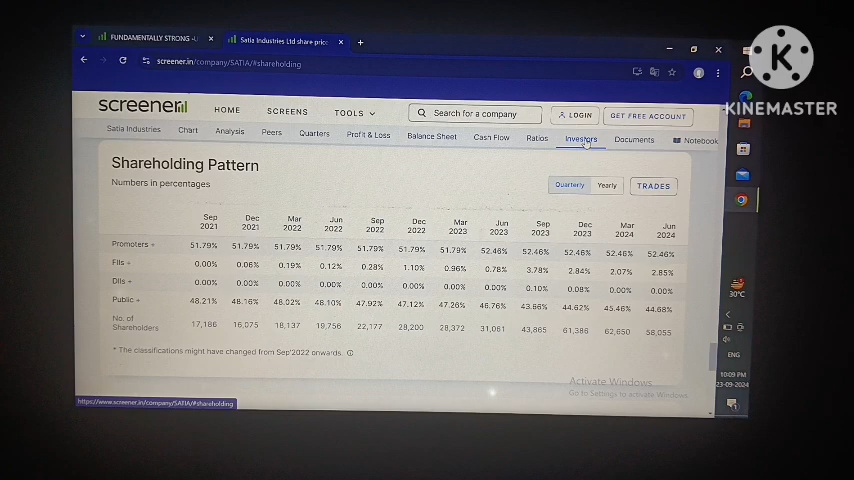 FUNDAMENTALLY STRONG -
Satia Industries Ltd share price
screener.in/company/SATIA/#shareholding
KINEMASTER
screener
HOME
SCREENS
TOOLS
Search for a company
LOGIN
GET FREE ACCOUNT
Satia Industries Chart Analysis Peers Quarters Profit & Loss Balance Sheet Cash Flow Ratios Investors Documents Notebook
Shareholding Pattern
Numbers in percentages
Quarterly Yearly TRADES
Sep 2021 Dec 2021 Mar 2022 Jun 2022 Sep 2022 Dec 2022 Mar 2023 Jun 2023 Sep 2023 Dec 2023 Mar 2024 Jun 2024
Promoters + 51.79% 51.79% 51.79% 51.79% 51.79% 51.79% 51.79% 52.46% 52.46% 52.46% 52.46% 52.46%
FIIs + 0.00% 0.06% 0.19% 0.12% 0.28% 1.10% 0.96% 0.78% 3.78% 2.84% 2.07% 2.85%
DIIs + 0.00% 0.00% 0.00% 0.00% 0.00% 0.00% 0.00% 0.00% 0.10% 0.08% 0.00% 0.00%
Public + 48.21% 48.16% 48.02% 48.10% 47.92% 47.12% 47.26% 46.76% 43.66% 44.62% 45.46% 44.68%
No. of Shareholders 17,186 16,075 18,137 19,756 22,177 28,200 28,372 31,061 43,865 61,386 62,650 58,055
* The classifications might have changed from Sep'2022 onwards.
Activate Windows
Go to Settings to activate Windows.
https://www.screener.in/company/SATIA/#shareholding
30°C
ENG
10:09 PM
23-09-2024